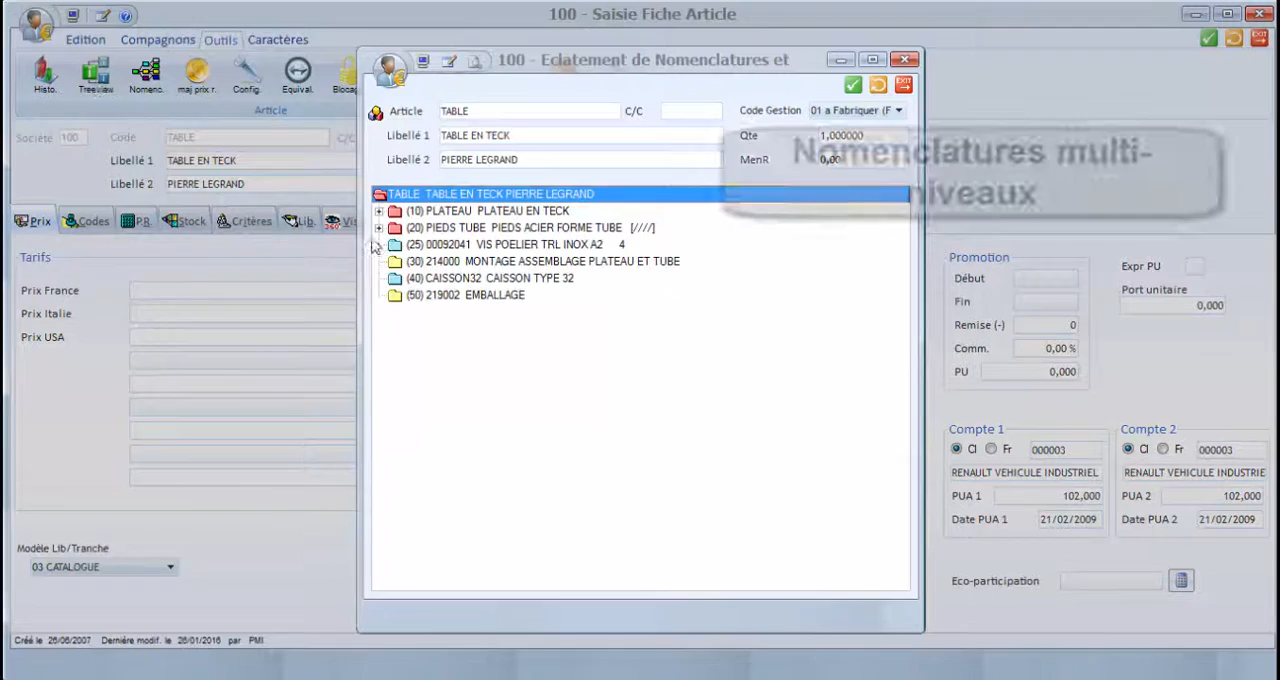 100 - Saisie Fiche Article
Edition Compagnons Outils Caractères
Histo. Treeview Nomenc. maj prix r. Config. Equival. Blocag
Article
Société 100 Code TABLE C/C
Libellé 1 TABLE EN TECK
Libellé 2 PIERRE LEGRAND
Prix Codes P.R. Stock Critères Lib. Vis
Tarifs
Prix France
Prix Italie
Prix USA
Modèle Lib/Tranche
03 CATALOGUE
Créé le 26/06/2007 Dernière modif. le 26/01/2016 par PMI
100 - Eclatement de Nomenclatures et
EXIT
Article TABLE C/C Code Gestion 01 a Fabriquer (F
Libellé 1 TABLE EN TECK Qte 1,000000
Libellé 2 PIERRE LEGRAND MenR 0,00
TABLE TABLE EN TECK PIERRE LEGRAND
(10) PLATEAU PLATEAU EN TECK
(20) PIEDS TUBE PIEDS ACIER FORME TUBE [////]
(25) 00092041 VIS POELIER TRL INOX A2 4
(30) 214000 MONTAGE ASSEMBLAGE PLATEAU ET TUBE
(40) CAISSON32 CAISSON TYPE 32
(50) 219002 EMBALLAGE
Nomenclatures multi-
niveaux
EXIT
Promotion
Début
Fin
Remise (-) 0
Comm. 0,00 %
PU 0,000
Expr PU
Port unitaire
0,000
Compte 1
Cl Fr 000003
RENAULT VEHICULE INDUSTRIEL
PUA 1 102,000
Date PUA 1 21/02/2009
Compte 2
Cl Fr 000003
RENAULT VEHICULE INDUSTRIE
PUA 2 102,000
Date PUA 2 21/02/2009
Eco-participation